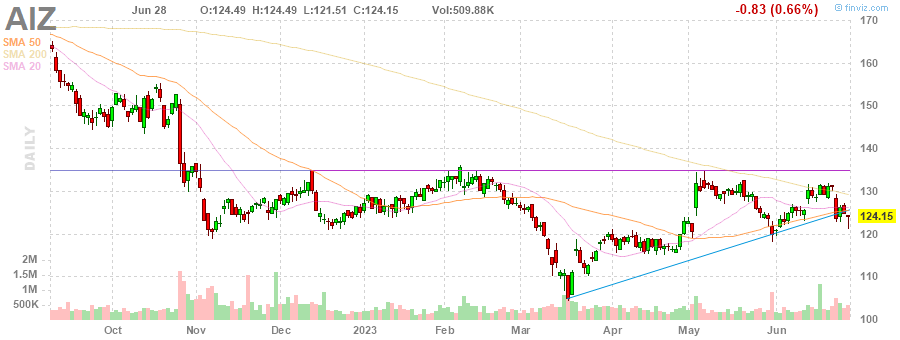 AIZ
Jun 28 O:124.49 H:124.49 L:121.51 C:124.15 Vol:509.88K -0.83 (0.66%)
© finviz.com
SMA 50
SMA 200
SMA 20
DAILY
170
160
150
140
130
124.15
120
110
100
2M
1.5M
1M
500K
Oct Nov Dec 2023 Feb Mar Apr May Jun